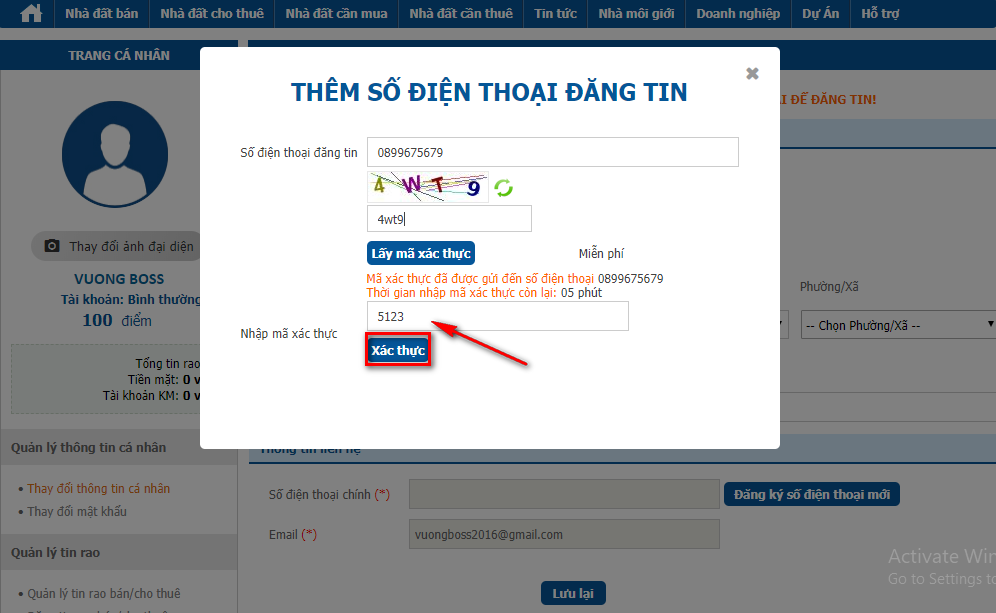 Nhà đất bán Nhà đất cho thuê Nhà đất cần mua Nhà đất cần thuê Tin tức Nhà môi giới Doanh nghiệp Dự Án Hỗ trợ
TRANG CÁ NHÂN
THÊM SỐ ĐIỆN THOẠI ĐĂNG TIN
ĐỂ ĐĂNG TIN!
Số điện thoại đăng tin 0899675679
4WT9
4wt9
Thay đổi ảnh đại diện
Lấy mã xác thực Miễn phí
VUONG BOSS
Mã xác thực đã được gửi đến số điện thoại 0899675679
Thời gian nhập mã xác thực còn lại: 05 phút
Phường/Xã
Tài khoản: Bình thường
100 điểm
5123
-- Chọn Phường/Xã --
Nhập mã xác thực
Xác thực
Tổng tin rao
Tiền mặt: 0 v
Tài khoản KM: 0 v
Quản lý thông tin cá nhân
Thông tin liên hệ
• Thay đổi thông tin cá nhân
• Thay đổi mật khẩu
Số điện thoại chính (*) Đăng ký số điện thoại mới
Email (*) vuongboss2016@gmail.com
Quản lý tin rao
Activate Win
Go to Settings to
• Quản lý tin rao bán/cho thuê
Lưu lại